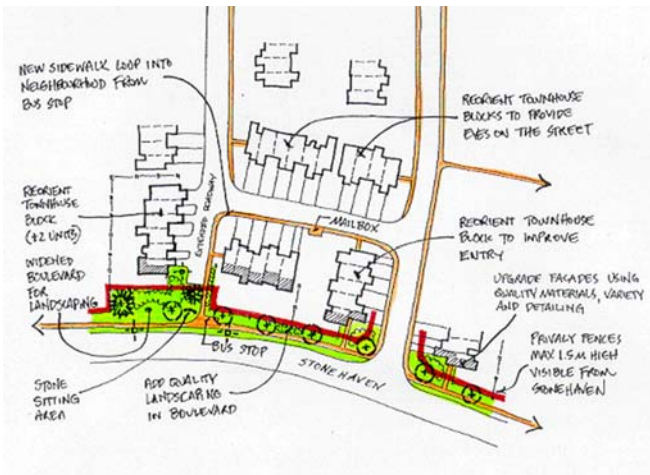 NEW SIDEWALK LOOP INTO
NEIGHBOURHOOD FROM
BUS STOP
REORIENT TOWNHOUSE
BLOCKS TO PROVIDE
EYES ON THE STREET
REORIENT
TOWNHOUSE
BLOCK
(+2 UNITS)
WIDENED
BOULEVARD
FOR
LANDSCAPING
EXTENDED ROADWAY
MAILBOX
REORIENT TOWNHOUSE
BLOCK TO IMPROVE
ENTRY
UPGRADE FACADES USING
QUALITY MATERIALS, VARIETY
AND DETAILING
PRIVACY FENCES
MAX 1.5M HIGH
VISIBLE FROM
STONEHAVEN
BUS STOP
STONEHAVEN
STONE
SITTING
AREA
ADD QUALITY
LANDSCAPING
IN BOULEVARD